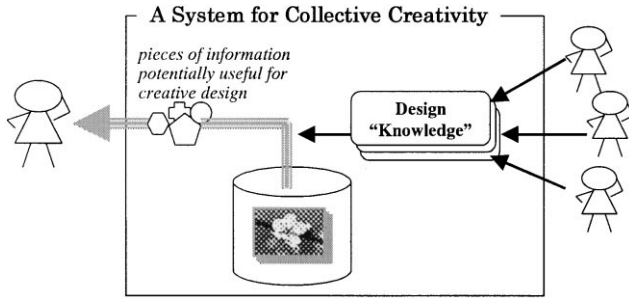 A System for Collective Creativity
pieces of information
potentially useful for
creative design
Design
“Knowledge”